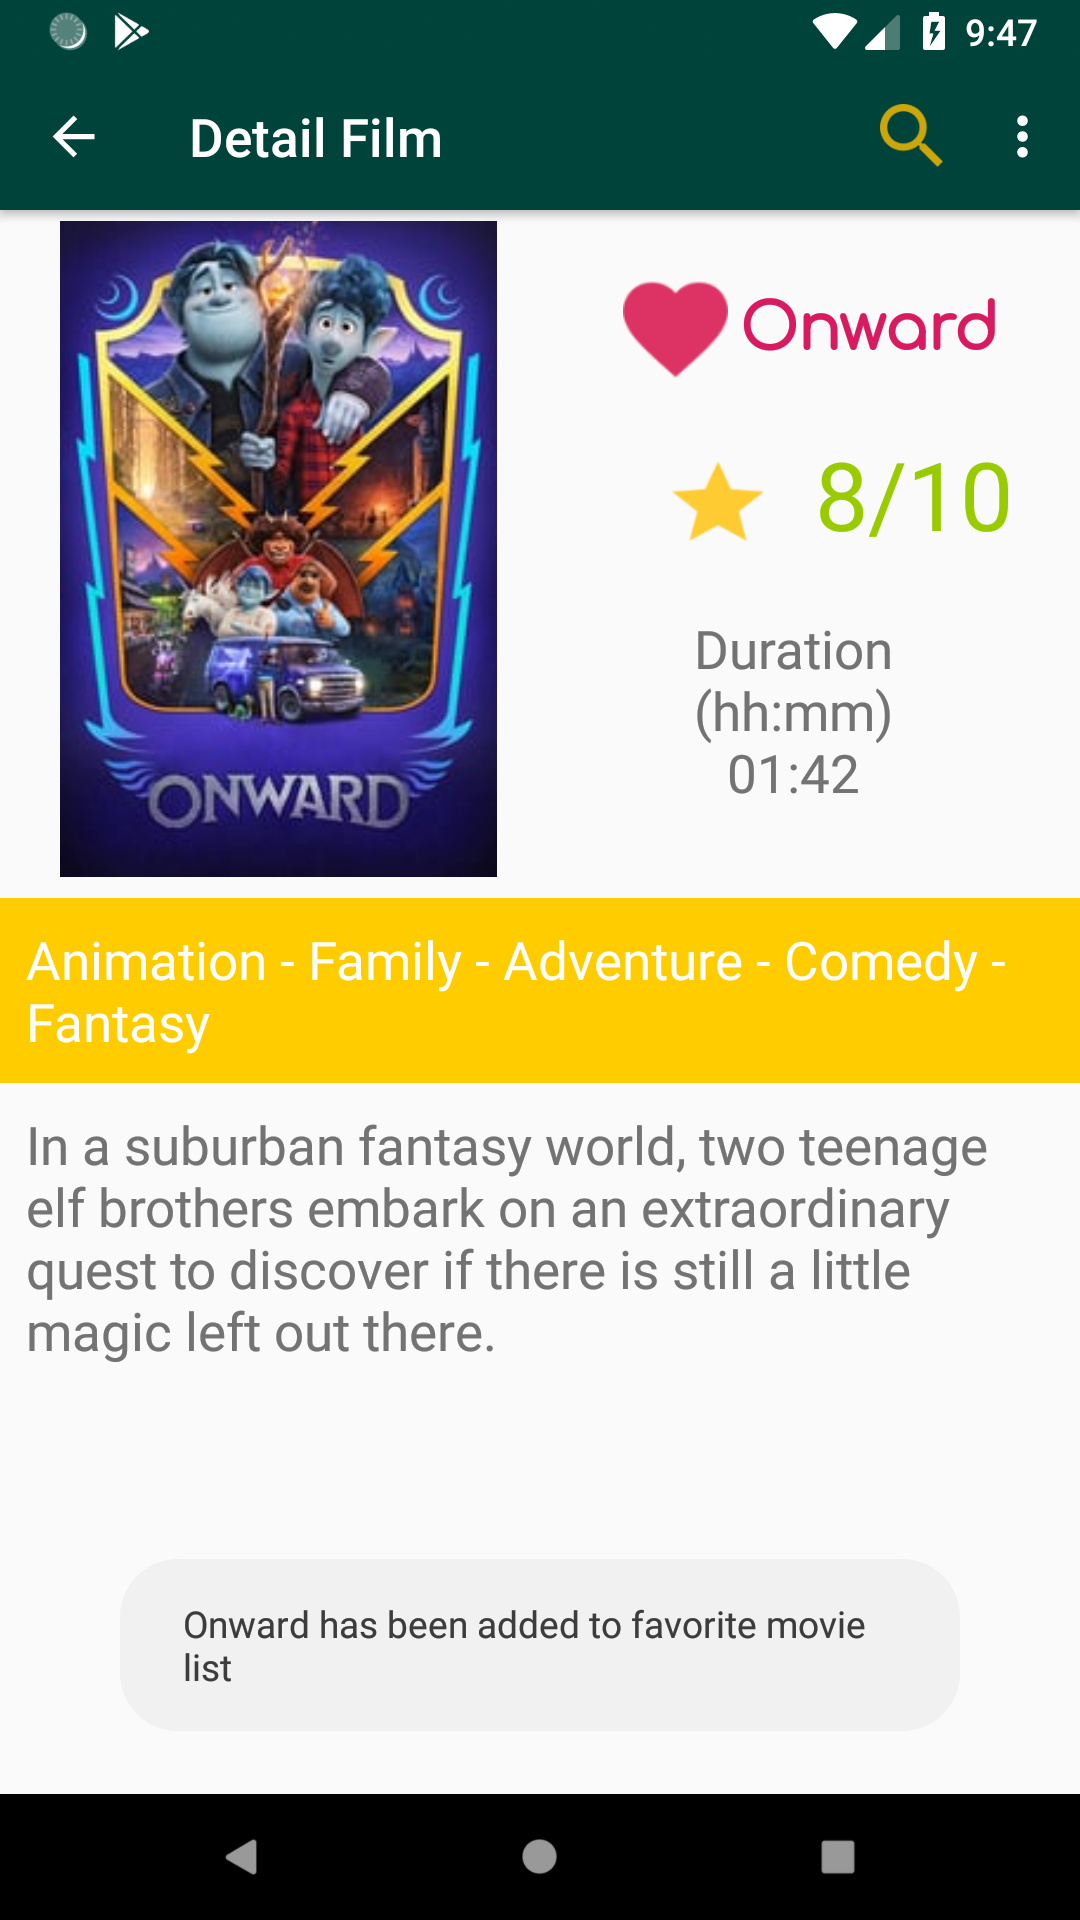 9:47
Detail Film
ONWARD
Onward
8/10
Duration
(hh:mm)
01:42
Animation - Family - Adventure - Comedy -
Fantasy
In a suburban fantasy world, two teenage
elf brothers embark on an extraordinary
quest to discover if there is still a little
magic left out there.
Onward has been added to favorite movie
list